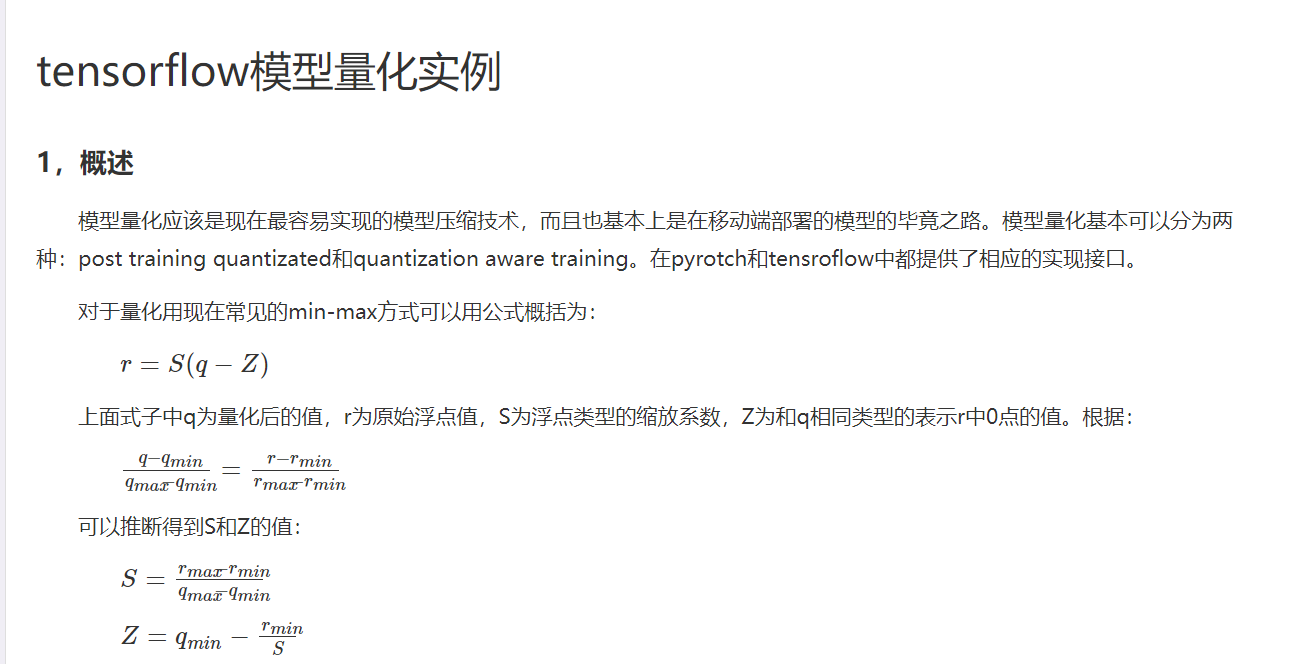 tensorflow模型量化实例
1，概述
模型量化应该是现在最容易实现的模型压缩技术，而且也基本上是在移动端部署的模型的毕竟之路。模型量化基本可以分为两
种：post training quantizated和quantization aware training。在pyrotch和tensroflow中都提供了相应的实现接口。
对于量化用现在常见的min-max方式可以用公式概括为：
r = S(q − Z)
上面式子中q为量化后的值，r为原始浮点值，S为浮点类型的缩放系数，Z为和q相同类型的表示r中0点的值。根据：
\frac{q-q_{min}}{q_{max}-q_{min}} = \frac{r-r_{min}}{r_{max}-r_{min}}
可以推断得到S和Z的值：
S = \frac{r_{max}-r_{min}}{q_{max}-q_{min}}
Z = q_{min} - \frac{r_{min}}{S}